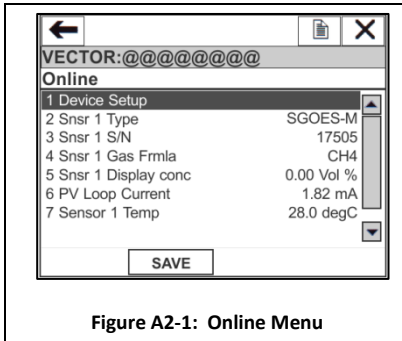 VECTOR:@@@@@@@@
Online
1 Device Setup
2 Snsr 1 Type SGOES-M
3 Snsr 1 S/N 17505
4 Snsr 1 Gas Frmla CH4
5 Snsr 1 Display conc 0.00 Vol %
6 PV Loop Current 1.82 mA
7 Sensor 1 Temp 28.0 degC
SAVE
Figure A2-1: Online Menu